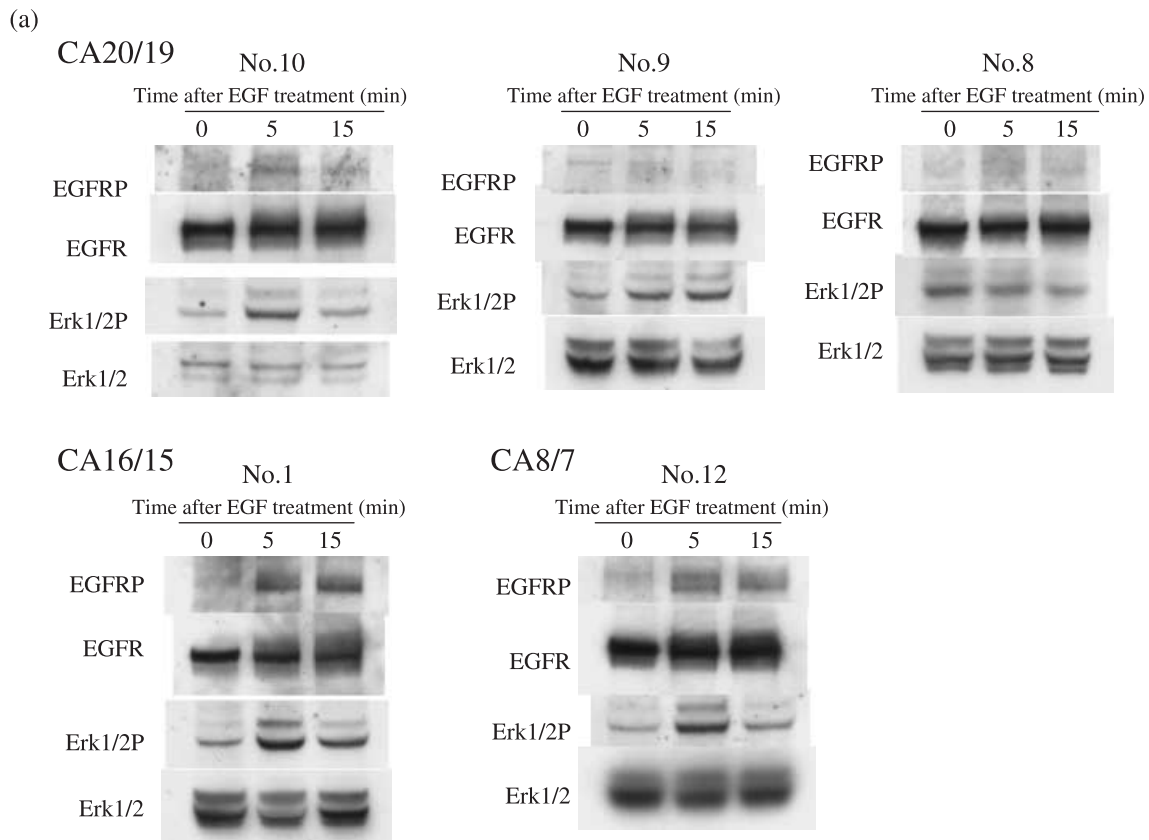 (a)
CA20/19
No.10
Time after EGF treatment (min)
0 5 15
EGFRP
EGFR
Erk1/2P
Erk1/2
No.9
Time after EGF treatment (min)
0 5 15
EGFRP
EGFR
Erk1/2P
Erk1/2
No.8
Time after EGF treatment (min)
0 5 15
EGFRP
EGFR
Erk1/2P
Erk1/2
CA16/15
No.1
Time after EGF treatment (min)
0 5 15
EGFRP
EGFR
Erk1/2P
Erk1/2
CA8/7
No.12
Time after EGF treatment (min)
0 5 15
EGFRP
EGFR
Erk1/2P
Erk1/2